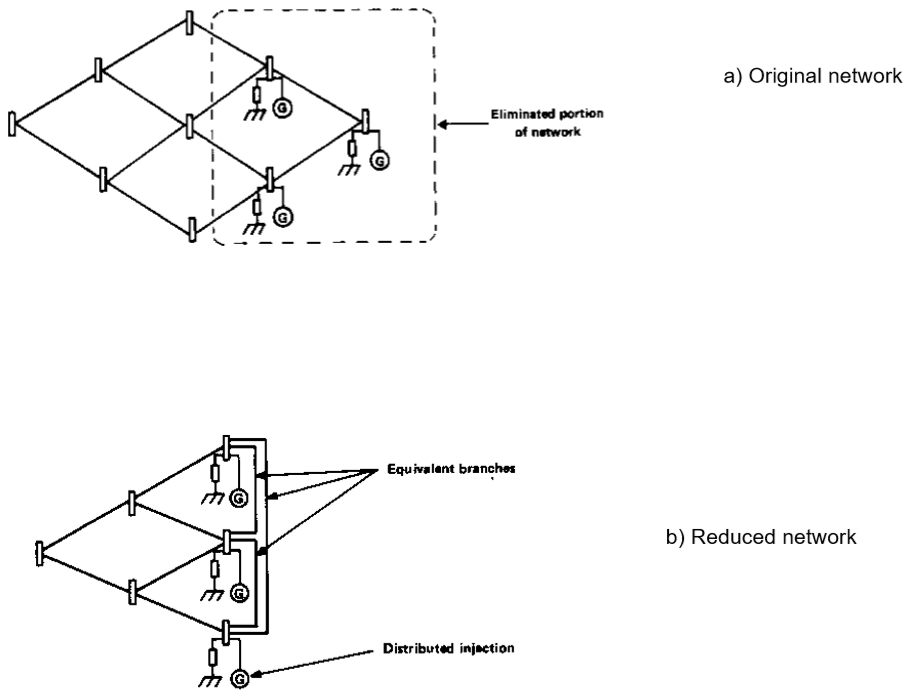 a) Original network
Eliminated portion
of network
G
G
G
Equivalent branches
b) Reduced network
G
G
Distributed injection
G